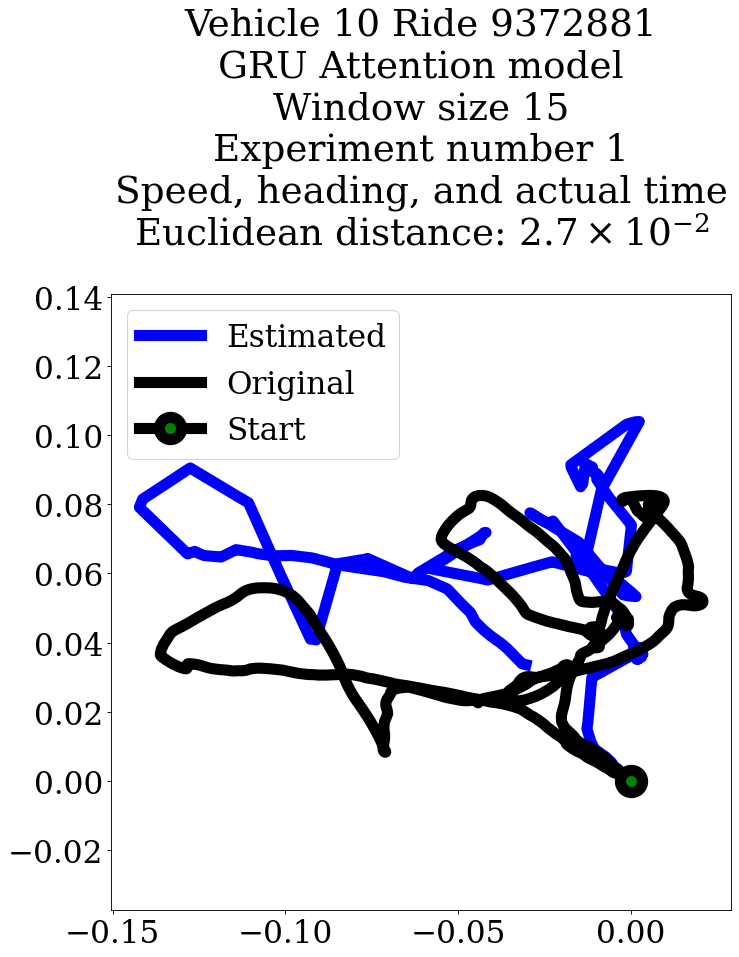 Vehicle 10 Ride 9372881
GRU Attention model
Window size 15
Experiment number 1
Speed, heading, and actual time
Euclidean distance: 2.7 × 10⁻²
0.14
0.12
0.10
0.08
0.06
0.04
0.02
0.00
−0.02
Estimated
Original
Start
−0.15 −0.10 −0.05 0.00